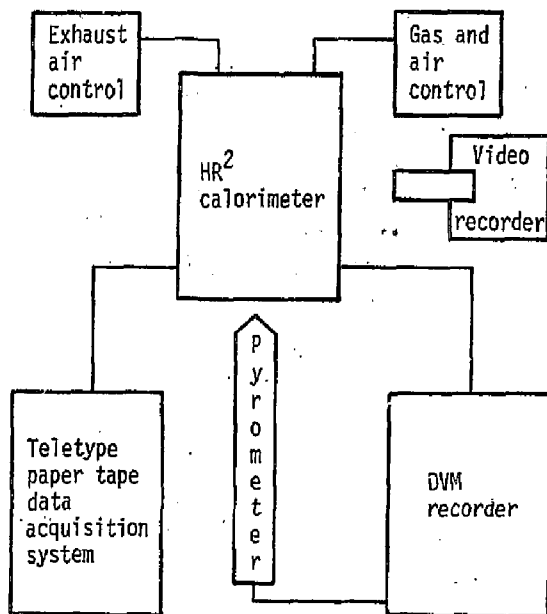 Exhaust
air
control
Gas and
air
control
HR²
calorimeter
Video
recorder
pyrometer
Teletype
paper tape
data
acquisition
system
DVM
recorder